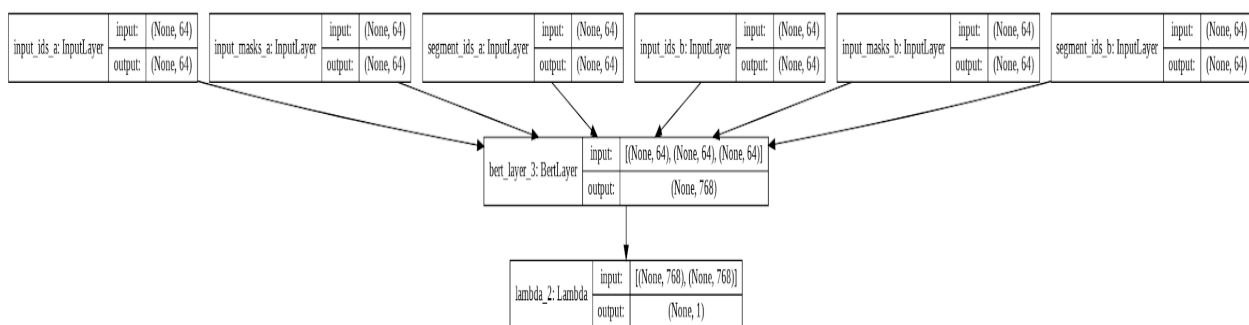 input_ids_a: InputLayer input: (None, 64) output: (None, 64)
input_masks_a: InputLayer input: (None, 64) output: (None, 64)
segment_ids_a: InputLayer input: (None, 64) output: (None, 64)
input_ids_b: InputLayer input: (None, 64) output: (None, 64)
input_masks_b: InputLayer input: (None, 64) output: (None, 64)
segment_ids_b: InputLayer input: (None, 64) output: (None, 64)
bert_layer_3: BertLayer input: [(None, 64), (None, 64), (None, 64)] output: (None, 768)
lambda_2: Lambda input: [(None, 768), (None, 768)] output: (None, 1)